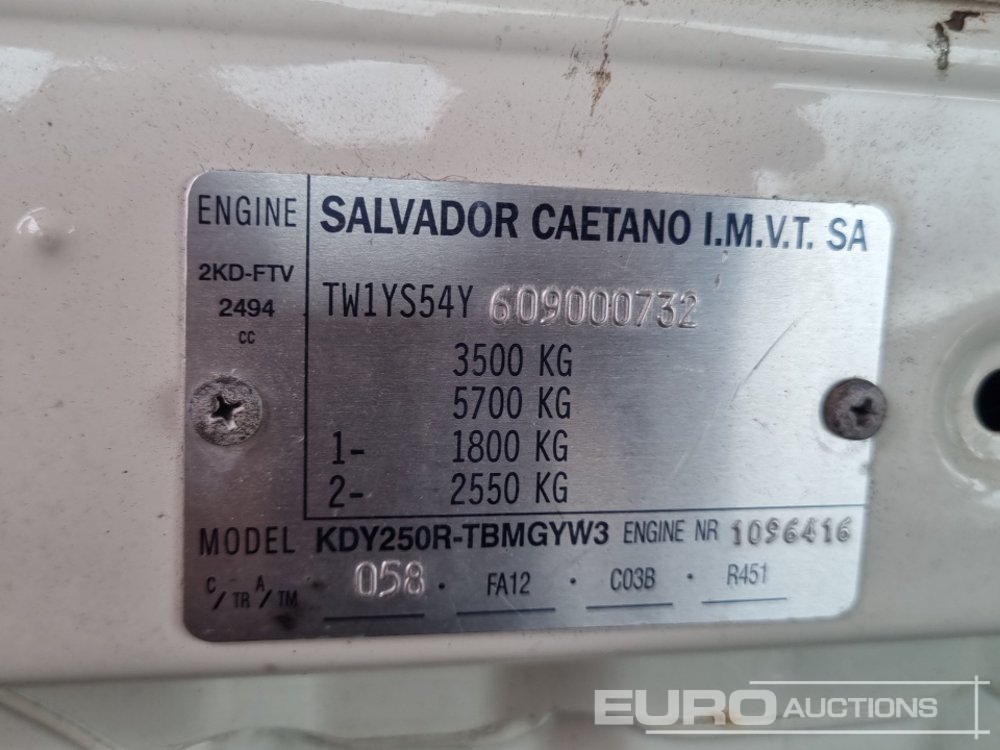 ENGINE
2KD-FTV
2494
CC
SALVADOR CAETANO I.M.V.T. SA
TW1YS54Y 609000732
3500 KG
5700 KG
1- 1800 KG
2- 2550 KG
MODEL KDY250R-TBMGYW3 ENGINE NR 1096416
C/TR A/TM 058 · FA12 · C03B · R451
EURO AUCTIONS